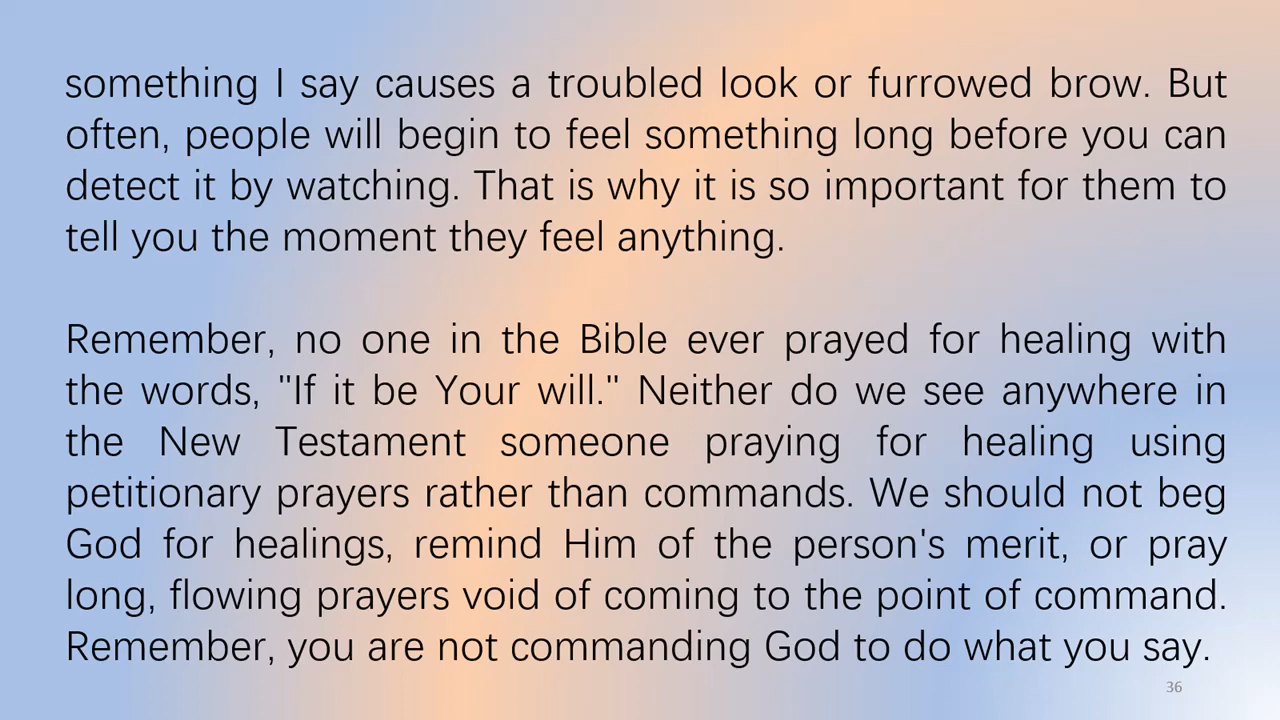 something I say causes a troubled look or furrowed brow. But
often, people will begin to feel something long before you can
detect it by watching. That is why it is so important for them to
tell you the moment they feel anything.
Remember, no one in the Bible ever prayed for healing with
the words, "If it be Your will." Neither do we see anywhere in
the New Testament someone praying for healing using
petitionary prayers rather than commands. We should not beg
God for healings, remind Him of the person's merit, or pray
long, flowing prayers void of coming to the point of command.
Remember, you are not commanding God to do what you say.
36